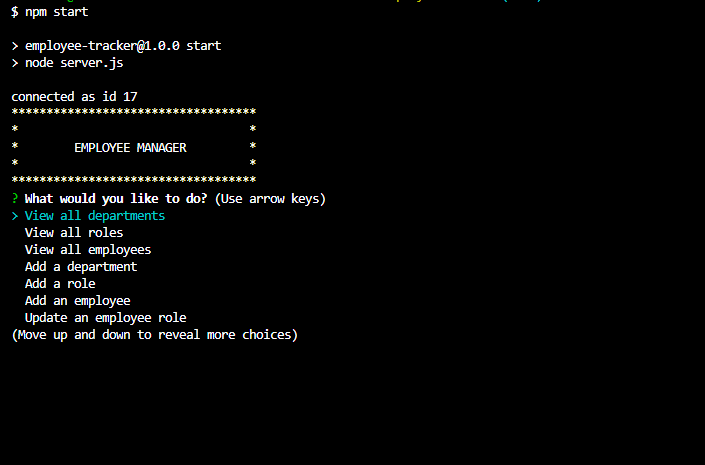 $ npm start
> employee-tracker@1.0.0 start
> node server.js
connected as id 17
***********************************
*                                 *
*        EMPLOYEE MANAGER         *
*                                 *
***********************************
? What would you like to do? (Use arrow keys)
> View all departments
  View all roles
  View all employees
  Add a department
  Add a role
  Add an employee
  Update an employee role
(Move up and down to reveal more choices)